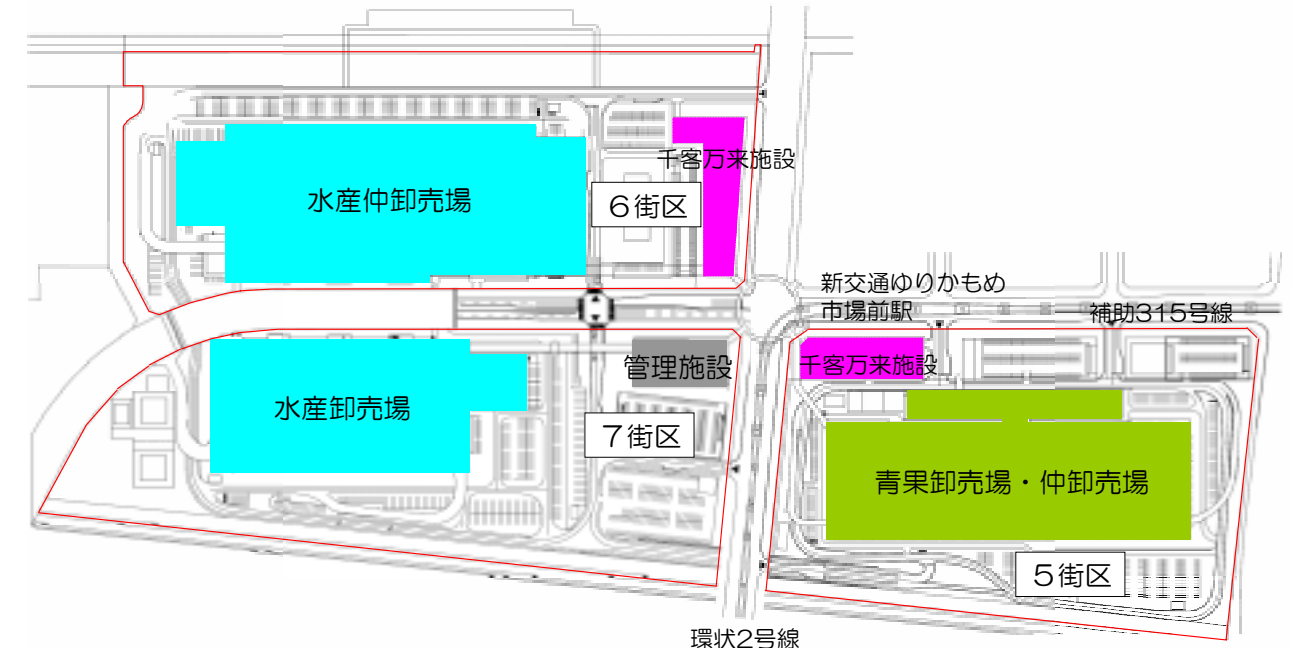 千客万来施設
水産仲卸売場
６街区
新交通ゆりかもめ
市場前駅
補助315号線
管理施設
千客万来施設
水産卸売場
７街区
青果卸売場・仲卸売場
５街区
環状2号線